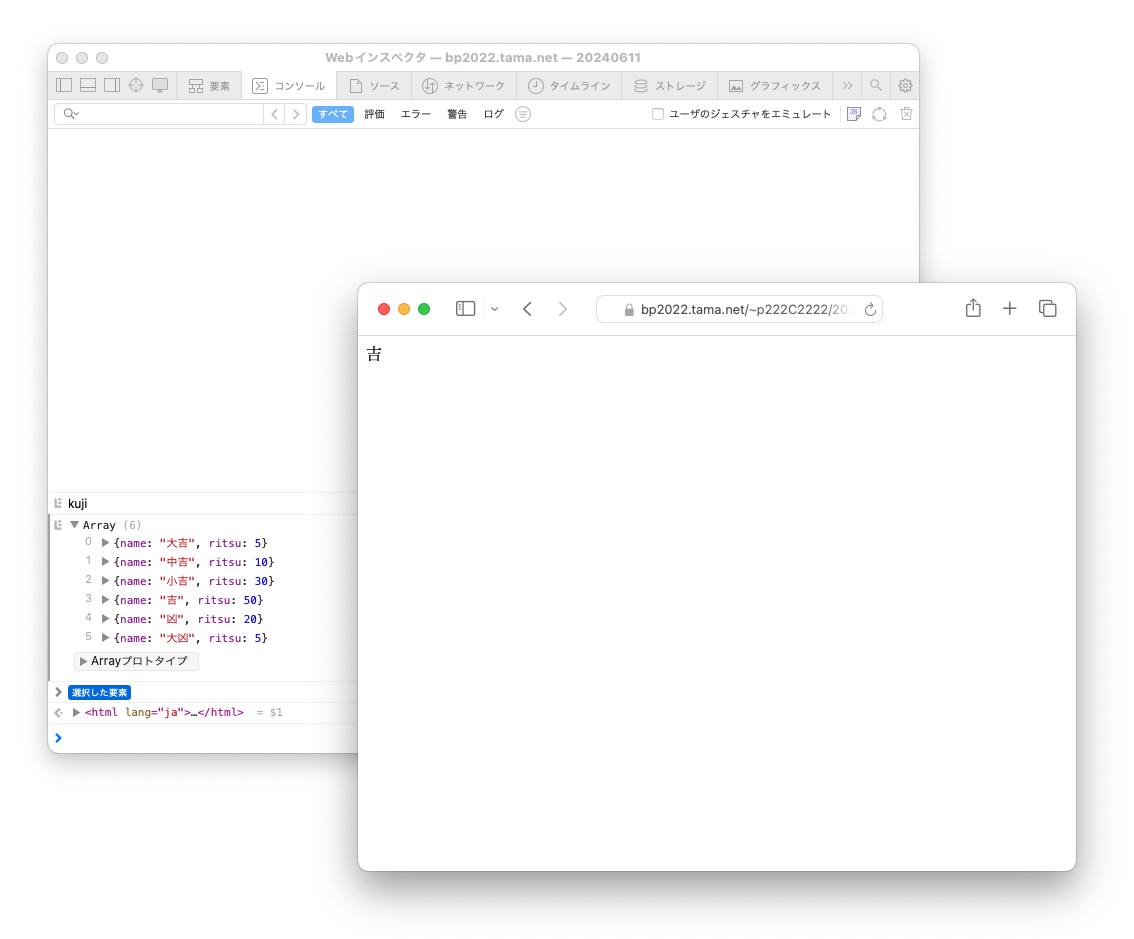 Webインスペクタ — bp2022.tama.net — 20240611
要素 コンソール ソース ネットワーク タイムライン ストレージ グラフィックス
すべて 評価 エラー 警告 ログ ユーザのジェスチャをエミュレート
bp2022.tama.net/~p222C2222/202
吉
kuji
Array (6)
0 {name: "大吉", ritsu: 5}
1 {name: "中吉", ritsu: 10}
2 {name: "小吉", ritsu: 30}
3 {name: "吉", ritsu: 50}
4 {name: "凶", ritsu: 20}
5 {name: "大凶", ritsu: 5}
Arrayプロトタイプ
選択した要素
<html lang="ja">…</html> = $1